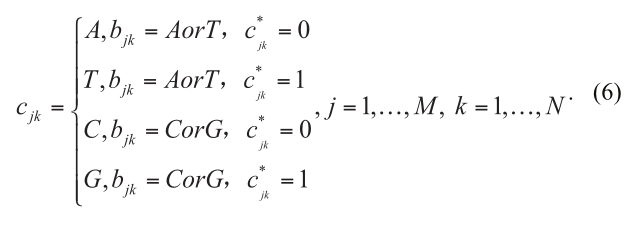 A, b_{jk} = AorT, c^*_{jk} = 0
T, b_{jk} = AorT, c^*_{jk} = 1
c_{jk} = { , j = 1,…, M, k = 1,…, N. (6)
C, b_{jk} = CorG, c^*_{jk} = 0
G, b_{jk} = CorG, c^*_{jk} = 1